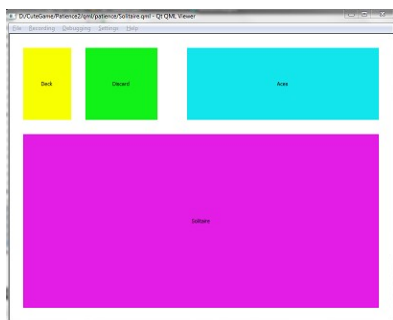 D:/CuteGame/Patience2/qml/patience/Solitaire.qml - Qt QML Viewer
File Recording Debugging Settings Help
Deck
Discard
Aces
Solitaire